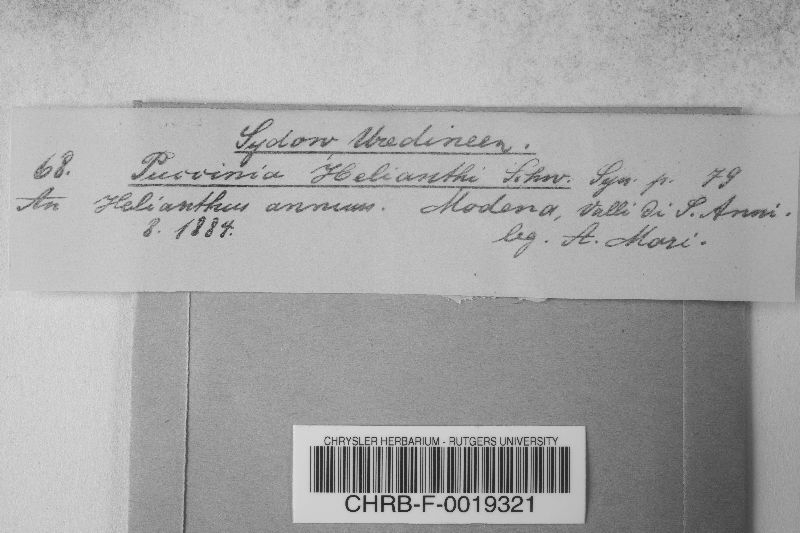 Sydow Uredineen.
68. Puccinia Helianthi Schw. Syn. p. 79
An Helianthus annuus. Modena, Valli di S. Anni.
8. 1884. leg. A. Mori.
CHRYSLER HERBARIUM - RUTGERS UNIVERSITY
CHRB-F-0019321